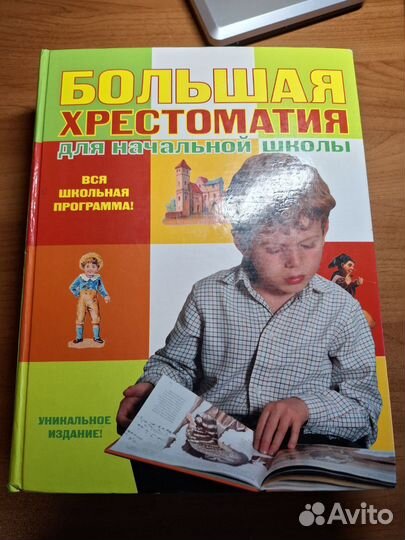 БОЛЬШАЯ
ХРЕСТОМАТИЯ
для начальной школы
ВСЯ
ШКОЛЬНАЯ
ПРОГРАММА!
УНИКАЛЬНОЕ
ИЗДАНИЕ!
Avito